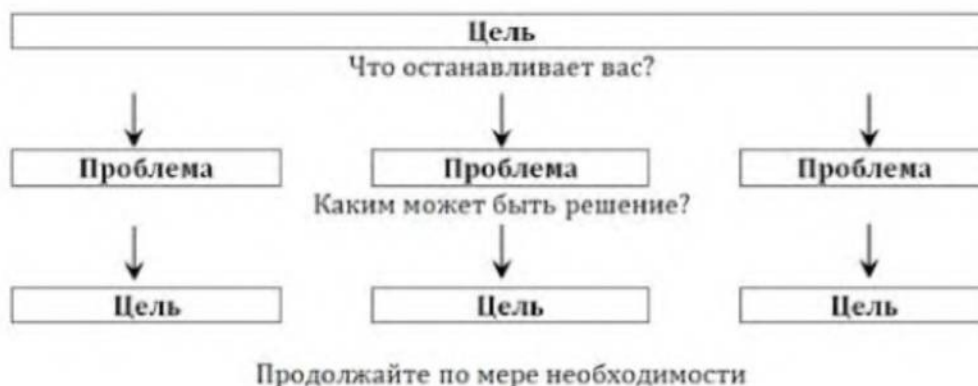 Цель
Что останавливает вас?
Проблема Проблема Проблема
Каким может быть решение?
Цель Цель Цель
Продолжайте по мере необходимости